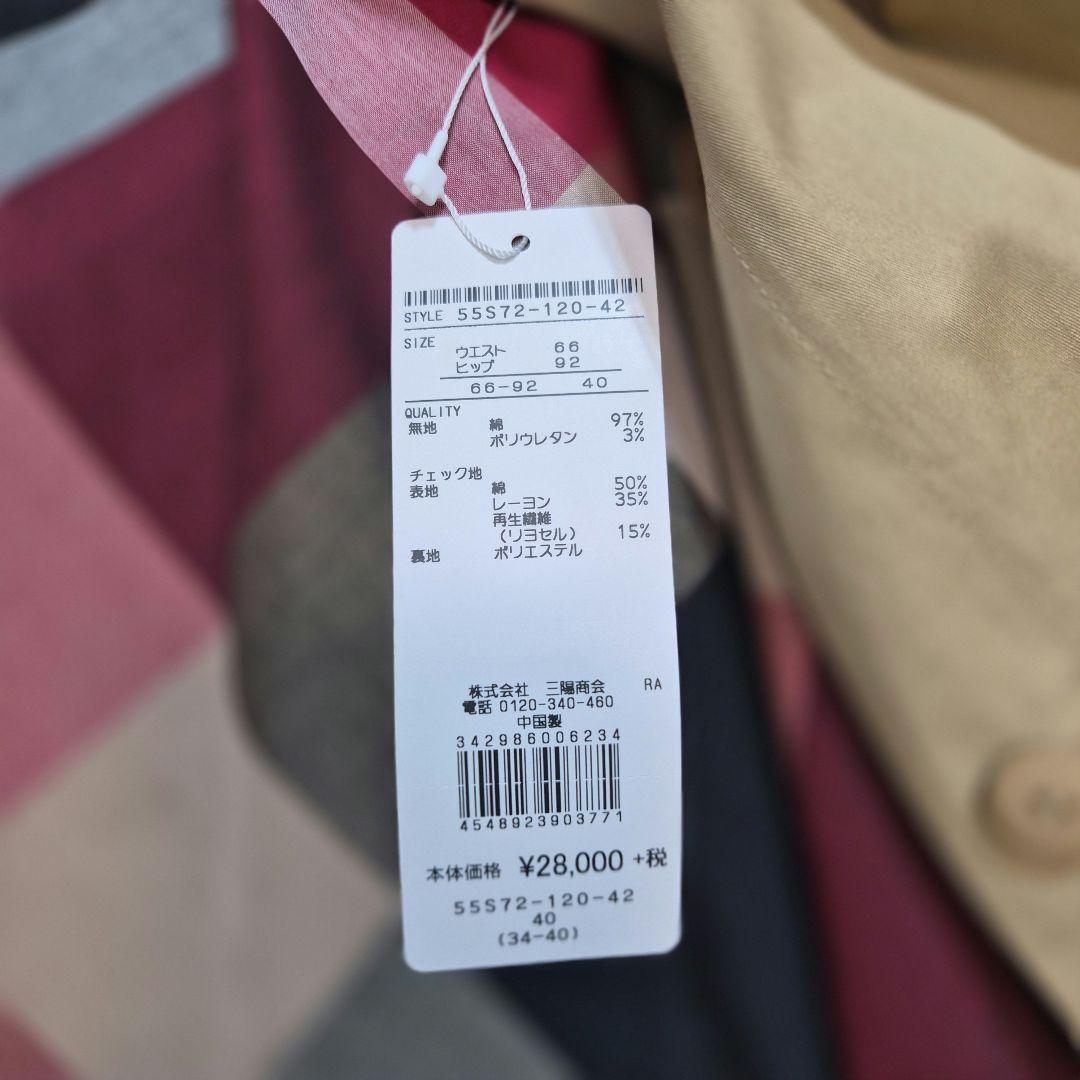 STYLE 55S72-120-42
SIZE
ウエスト 66
ヒップ 92
66-92 40
QUALITY
無地 綿 97%
ポリウレタン 3%
チェック地
表地 綿 50%
レーヨン 35%
再生繊維
(リヨセル) 15%
裏地 ポリエステル
株式会社 三陽商会 RA
電話 0120-340-460
中国製
342986006234
4548923903771
本体価格 ¥28,000 +税
55S72-120-42
40
(34-40)